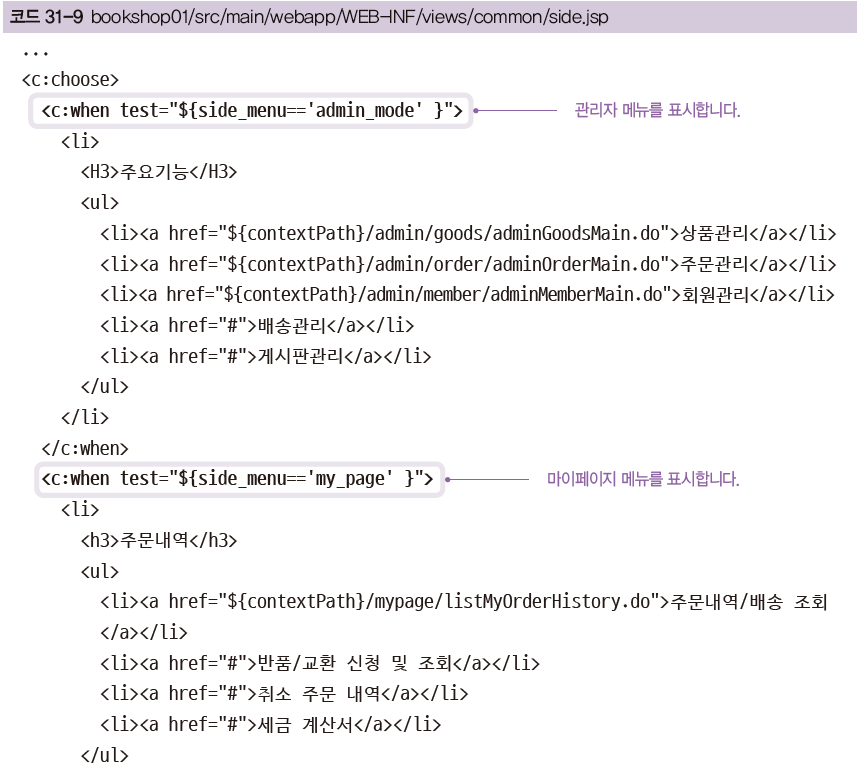 코드 31-9 bookshop01/src/main/webapp/WEB-INF/views/common/side.jsp
...
<c:choose>
<c:when test="${side_menu=='admin_mode' }"> 관리자 메뉴를 표시합니다.
<li>
<H3>주요기능</H3>
<ul>
<li><a href="${contextPath}/admin/goods/adminGoodsMain.do">상품관리</a></li>
<li><a href="${contextPath}/admin/order/adminOrderMain.do">주문관리</a></li>
<li><a href="${contextPath}/admin/member/adminMemberMain.do">회원관리</a></li>
<li><a href="#">배송관리</a></li>
<li><a href="#">게시판관리</a></li>
</ul>
</li>
</c:when>
<c:when test="${side_menu=='my_page' }"> 마이페이지 메뉴를 표시합니다.
<li>
<h3>주문내역</h3>
<ul>
<li><a href="${contextPath}/mypage/listMyOrderHistory.do">주문내역/배송 조회
</a></li>
<li><a href="#">반품/교환 신청 및 조회</a></li>
<li><a href="#">취소 주문 내역</a></li>
<li><a href="#">세금 계산서</a></li>
</ul>